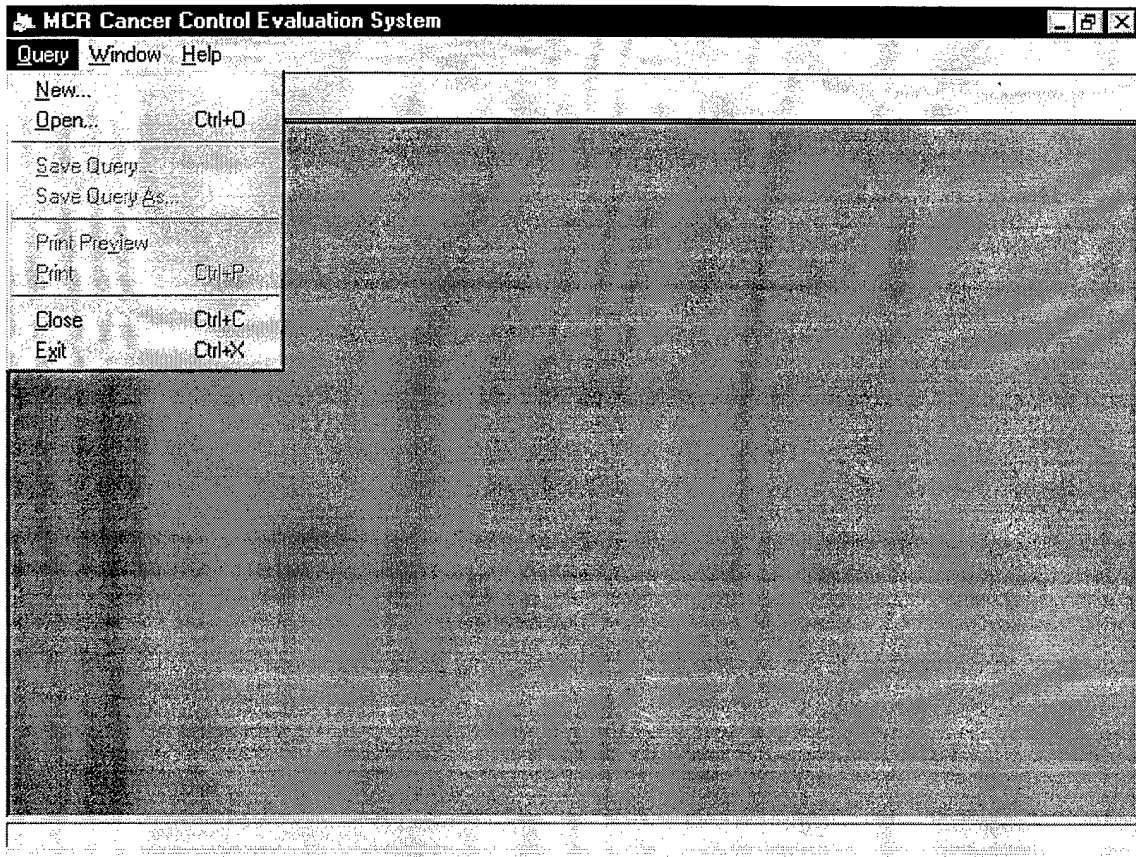 MCR Cancer Control Evaluation System
Query Window Help
New...
Open... Ctrl+O
Save Query...
Save Query As...
Print Preview
Print Ctrl+P
Close Ctrl+C
Exit Ctrl+X